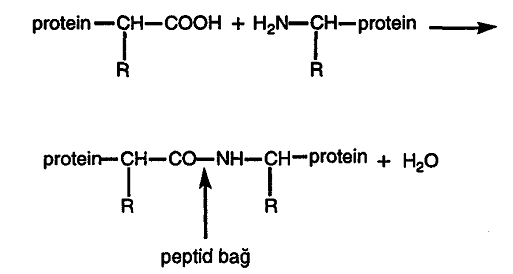 protein—CH—COOH + H₂N—CH—protein
R R
protein—CH—CO—NH—CH—protein + H₂O
R R
peptid bağ